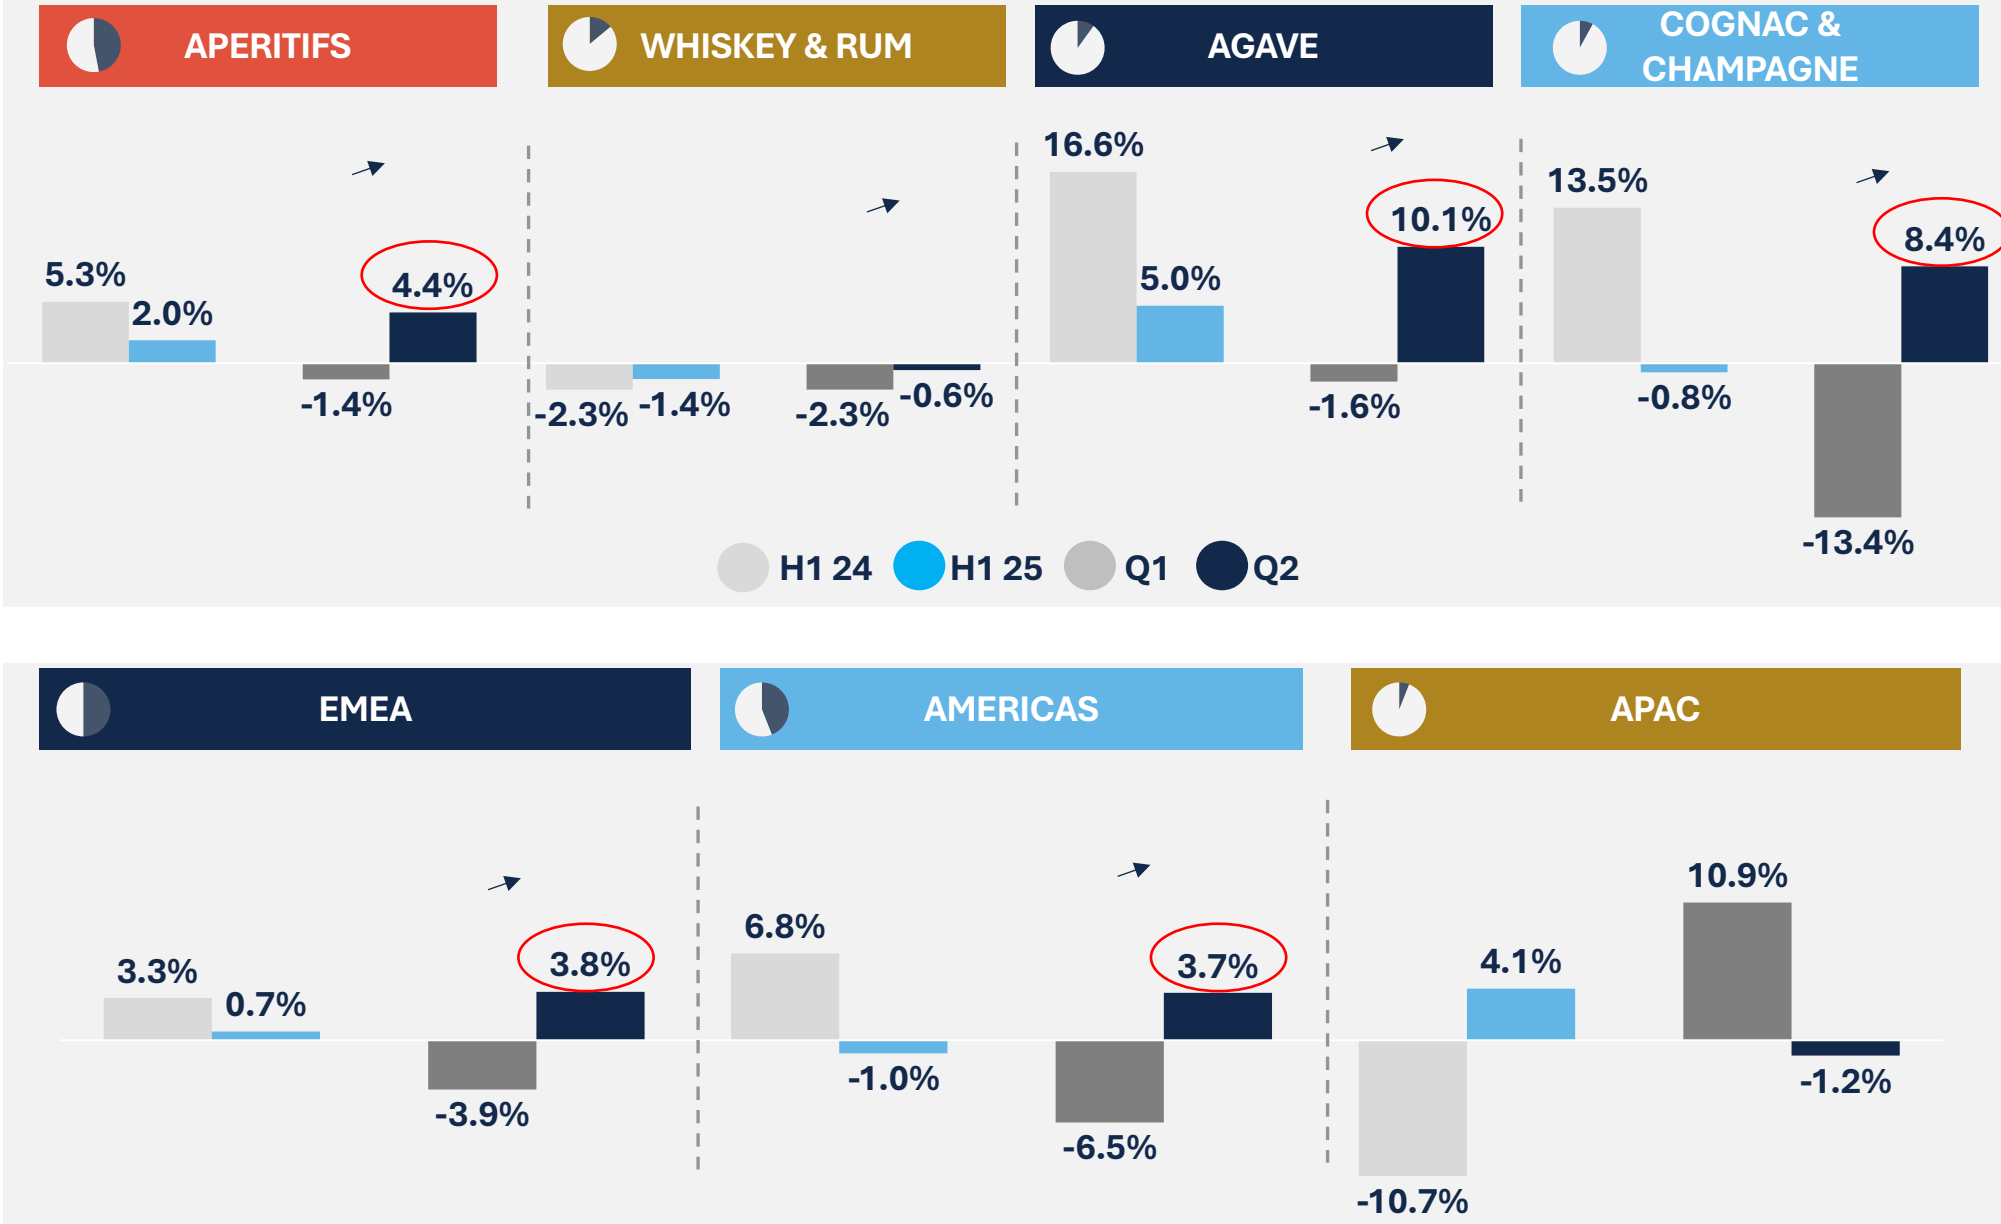 APERITIFS
WHISKEY & RUM
AGAVE
COGNAC &
CHAMPAGNE
5.3%
2.0%
-1.4%
4.4%
-2.3%
-1.4%
-2.3%
-0.6%
16.6%
5.0%
-1.6%
10.1%
13.5%
-0.8%
-13.4%
8.4%
H1 24
H1 25
Q1
Q2
EMEA
AMERICAS
APAC
3.3%
0.7%
-3.9%
3.8%
6.8%
-1.0%
-6.5%
3.7%
-10.7%
4.1%
10.9%
-1.2%